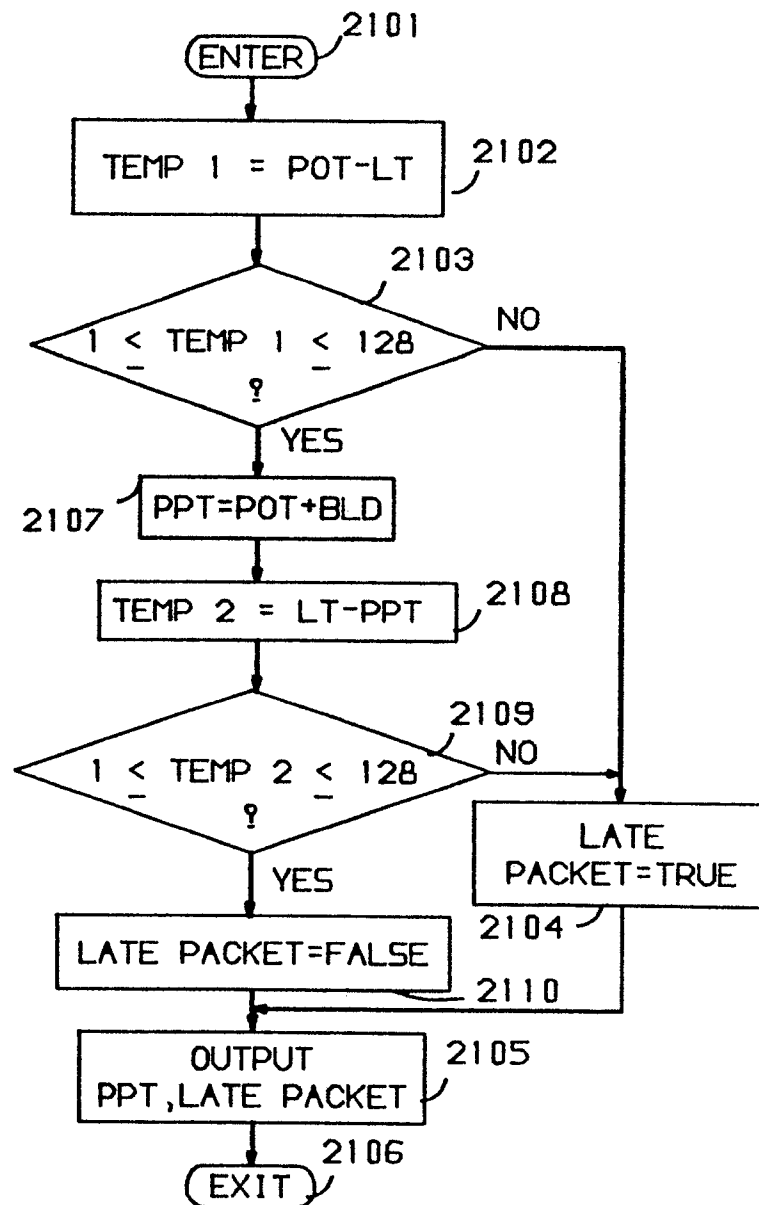 2101
ENTER
2102
TEMP 1 = POT-LT
2103
1 ≤ TEMP 1 ≤ 128
?
NO
YES
2107
PPT=POT+BLD
2108
TEMP 2 = LT-PPT
2109
1 ≤ TEMP 2 ≤ 128
?
NO
YES
LATE
PACKET=TRUE
2104
LATE PACKET=FALSE
2110
OUTPUT
PPT,LATE PACKET
2105
2106
EXIT